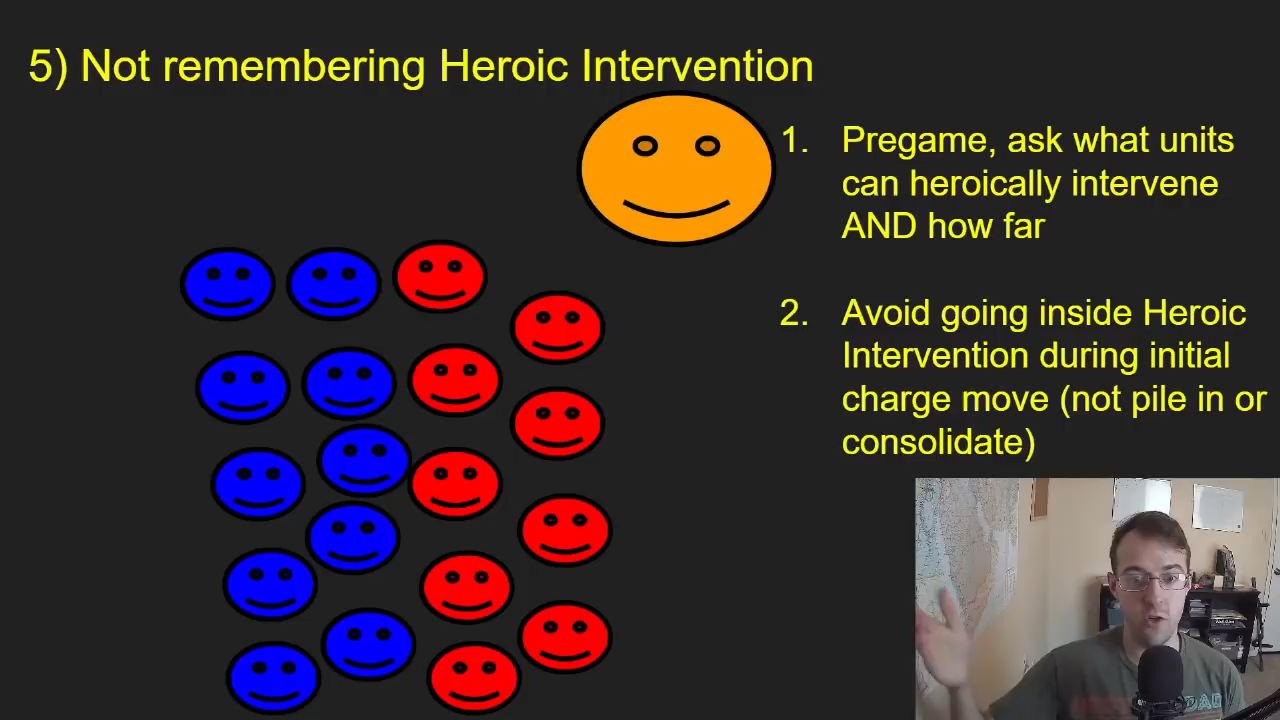 5) Not remembering Heroic Intervention
1. Pregame, ask what units
can heroically intervene
AND how far
2. Avoid going inside Heroic
Intervention during initial
charge move (not pile in or
consolidate)
DAD